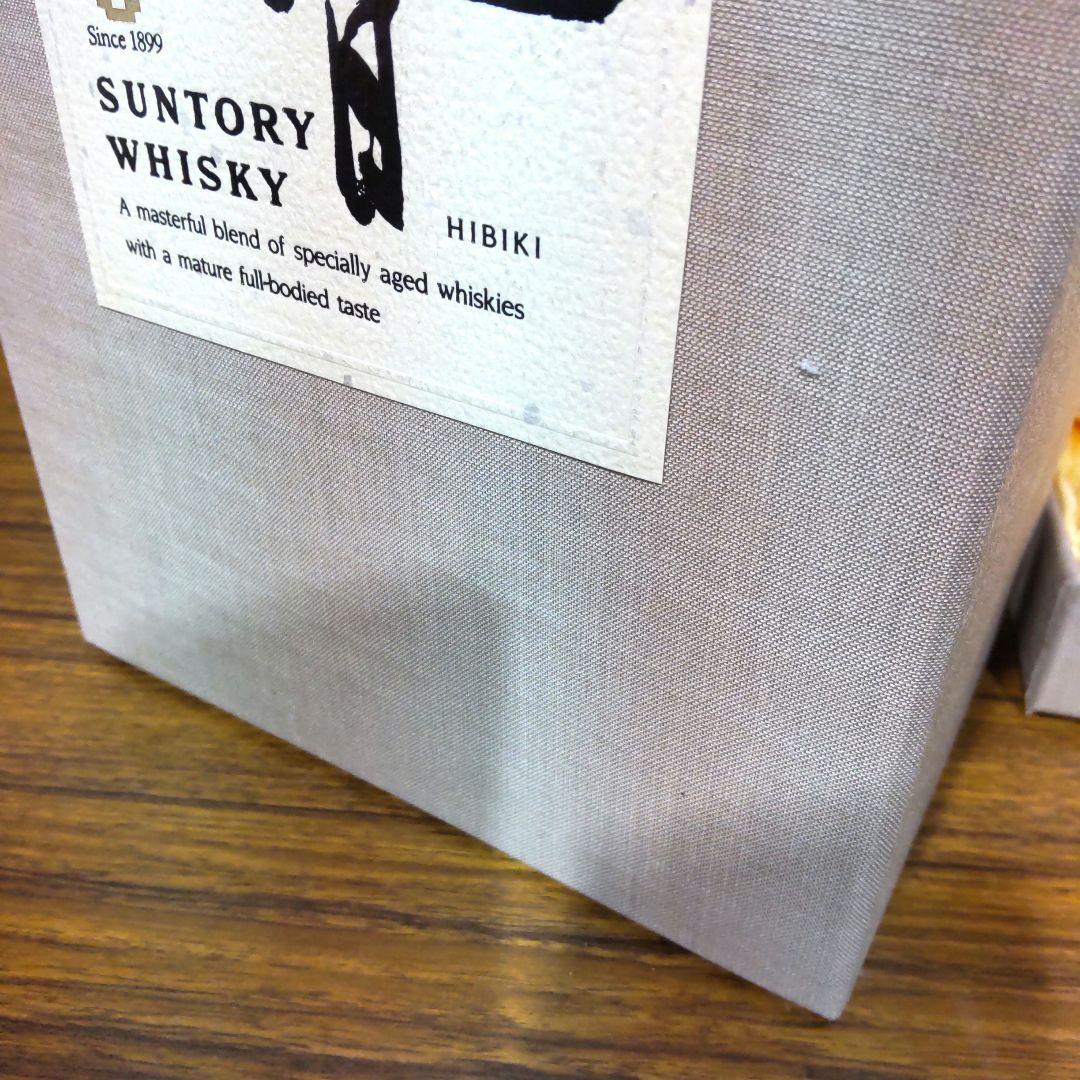 Since 1899
SUNTORY
WHISKY
HIBIKI
A masterful blend of specially aged whiskies
with a mature full-bodied taste